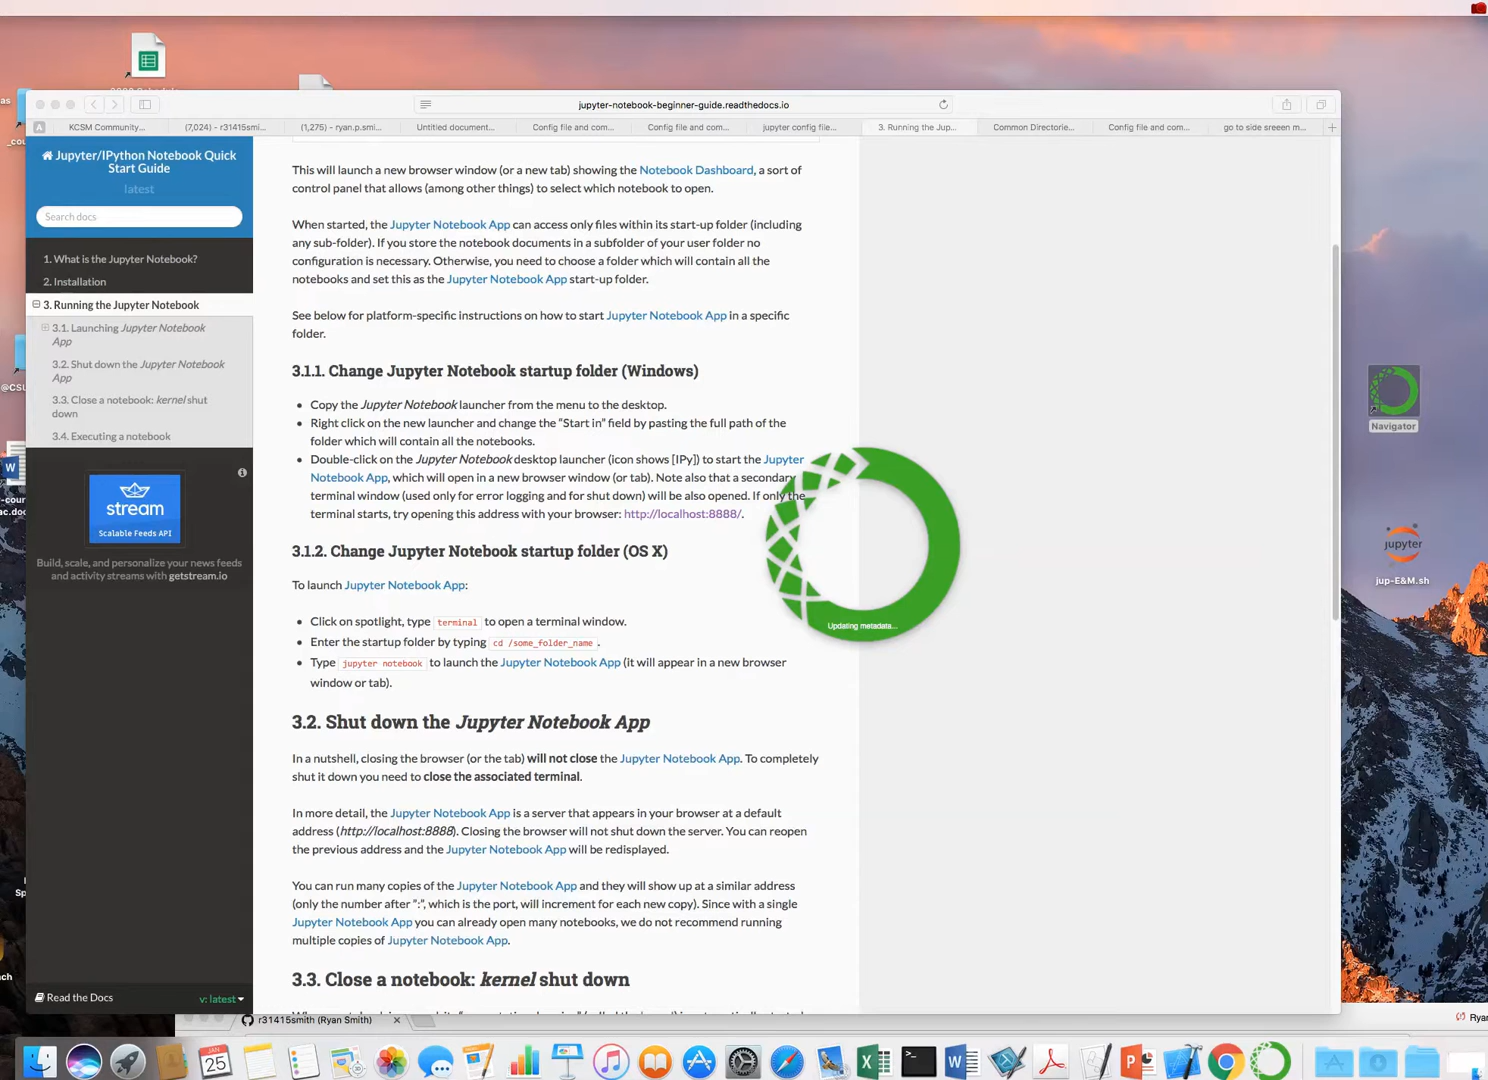 jupyter-notebook-beginner-guide.readthedocs.io
A
KCSM Community...
(7,024) - r31415smi...
(1,275) - ryan.p.smi...
Untitled document...
Config file and com...
Config file and com...
jupyter config file...
3. Running the Jup...
Common Directorie...
Config file and com...
go to side sreeen m...
Jupyter/IPython Notebook Quick
Start Guide
latest
Search docs
1. What is the Jupyter Notebook?
2. Installation
3. Running the Jupyter Notebook
3.1. Launching Jupyter Notebook
App
3.2. Shut down the Jupyter Notebook
App
3.3. Close a notebook: kernel shut
down
3.4. Executing a notebook
stream
Scalable Feeds API
Build, scale, and personalize your news feeds
and activity streams with getstream.io
Read the Docs
v: latest
This will launch a new browser window (or a new tab) showing the Notebook Dashboard, a sort of
control panel that allows (among other things) to select which notebook to open.
When started, the Jupyter Notebook App can access only files within its start-up folder (including
any sub-folder). If you store the notebook documents in a subfolder of your user folder no
configuration is necessary. Otherwise, you need to choose a folder which will contain all the
notebooks and set this as the Jupyter Notebook App start-up folder.
See below for platform-specific instructions on how to start Jupyter Notebook App in a specific
folder.
3.1.1. Change Jupyter Notebook startup folder (Windows)
• Copy the Jupyter Notebook launcher from the menu to the desktop.
• Right click on the new launcher and change the “Start in” field by pasting the full path of the
folder which will contain all the notebooks.
• Double-click on the Jupyter Notebook desktop launcher (icon shows [IPy]) to start the Jupyter
Notebook App, which will open in a new browser window (or tab). Note also that a secondary
terminal window (used only for error logging and for shut down) will be also opened. If only the
terminal starts, try opening this address with your browser: http://localhost:8888/.
3.1.2. Change Jupyter Notebook startup folder (OS X)
To launch Jupyter Notebook App:
• Click on spotlight, type terminal to open a terminal window.
• Enter the startup folder by typing cd /some_folder_name.
• Type jupyter notebook to launch the Jupyter Notebook App (it will appear in a new browser
window or tab).
3.2. Shut down the Jupyter Notebook App
In a nutshell, closing the browser (or the tab) will not close the Jupyter Notebook App. To completely
shut it down you need to close the associated terminal.
In more detail, the Jupyter Notebook App is a server that appears in your browser at a default
address (http://localhost:8888). Closing the browser will not shut down the server. You can reopen
the previous address and the Jupyter Notebook App will be redisplayed.
You can run many copies of the Jupyter Notebook App and they will show up at a similar address
(only the number after “:”, which is the port, will increment for each new copy). Since with a single
Jupyter Notebook App you can already open many notebooks, we do not recommend running
multiple copies of Jupyter Notebook App.
3.3. Close a notebook: kernel shut down
Updating metadata...
Navigator
jupyter
jup-E&M.sh
r31415smith (Ryan Smith)
JAN
25